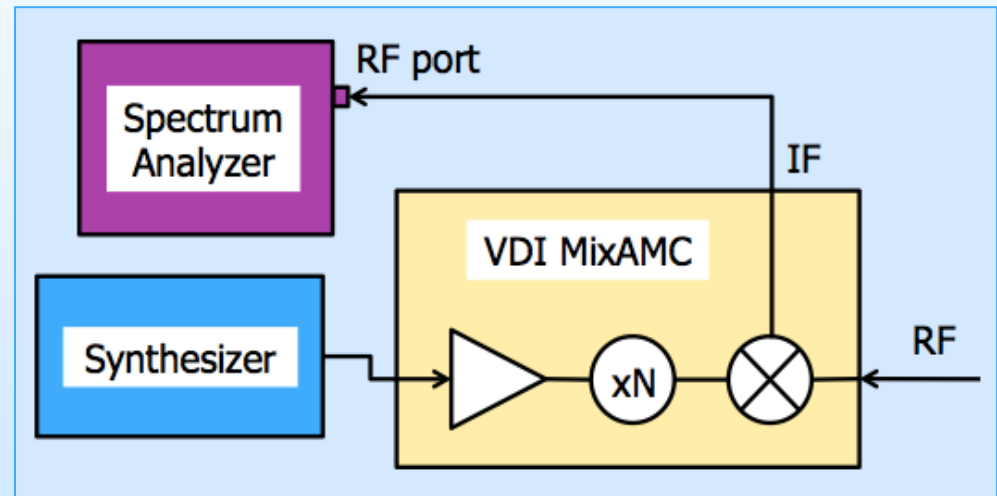 RF port
Spectrum
Analyzer
IF
VDI MixAMC
Synthesizer
RF
xN